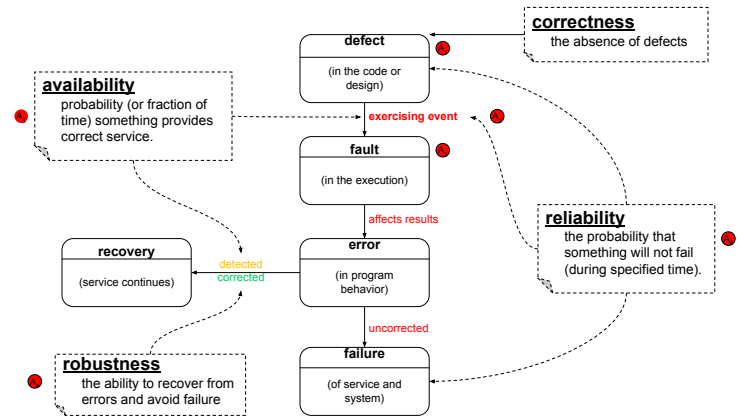 correctness
the absence of defects
defect
(in the code or
design)
availability
probability (or fraction of
time) something provides
correct service.
exercising event
fault
(in the execution)
affects results
reliability
the probability that
something will not fail
(during specified time).
recovery
(service continues)
detected
corrected
error
(in program
behavior)
uncorrected
robustness
the ability to recover from
errors and avoid failure
failure
(of service and
system)